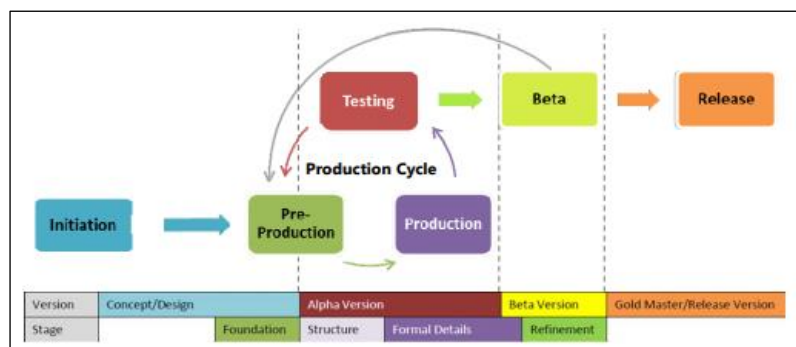 Testing
Beta
Release
Production Cycle
Initiation
Pre-
Production
Production
Version Concept/Design Alpha Version Beta Version Gold Master/Release Version
Stage Foundation Structure Formal Details Refinement